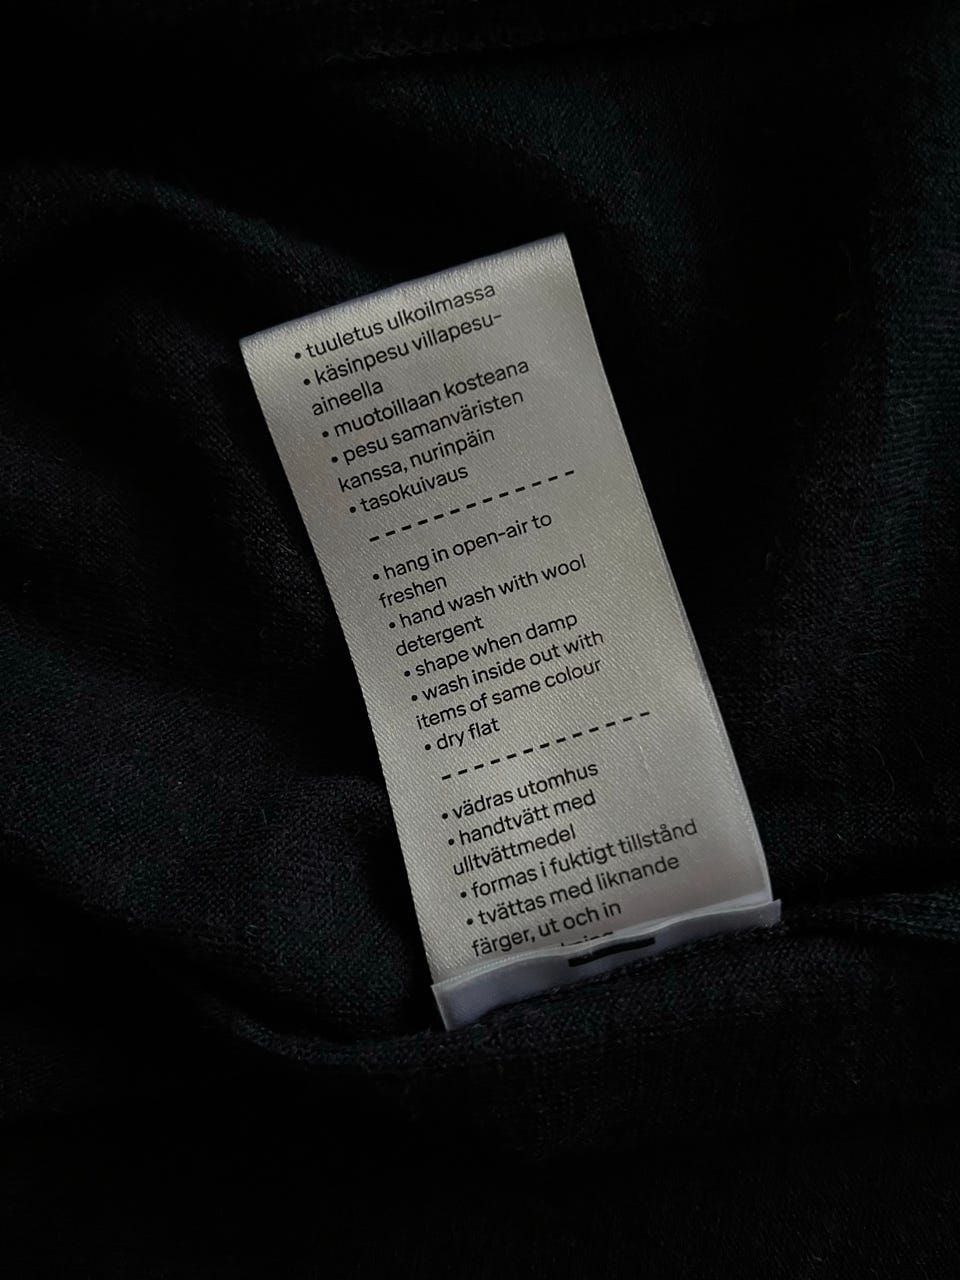 • tuuletus ulkoilmassa
• käsinpesu villapesu-
aineella
• muotoillaan kosteana
• pesu samanväristen
kanssa, nurinpäin
• tasokuivaus
• hang in open-air to
freshen
• hand wash with wool
detergent
• shape when damp
• wash inside out with
items of same colour
• dry flat
• vädras utomhus
• handtvätt med
ulltvättmedel
• formas i fuktigt tillstånd
• tvättas med liknande
färger, ut och in